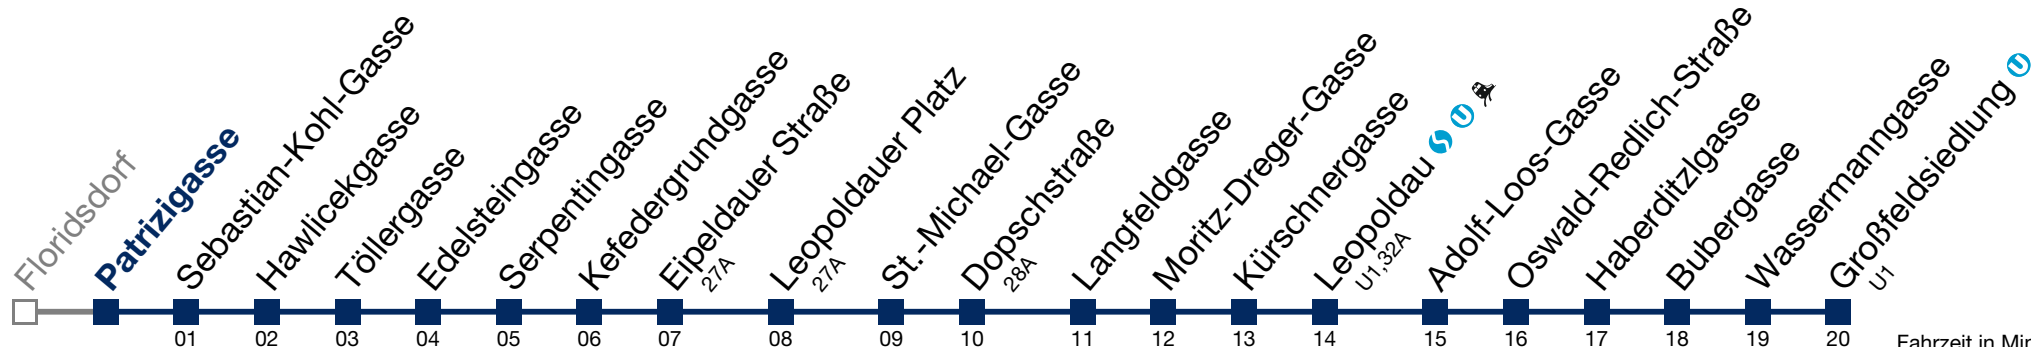 Floridsdorf
Patrizigasse
Sebastian-Kohl-Gasse
Hawlicekgasse
Töllergasse
Edelsteingasse
Serpentingasse
Kefedergrundgasse
Eipeldauer Straße
27A
Leopoldauer Platz
27A
St.-Michael-Gasse
Dopschstraße
28A
Langfeldgasse
Moritz-Dreger-Gasse
Kürschnergasse
Leopoldau
U1,32A
Adolf-Loos-Gasse
Oswald-Redlich-Straße
Haberditzlgasse
Bubergasse
Wassermanngasse
Großfeldsiedlung U
U1
01 02 03 04 05 06 07 08 09 10 11 12 13 14 15 16 17 18 19 20
Fahrzeit in Min